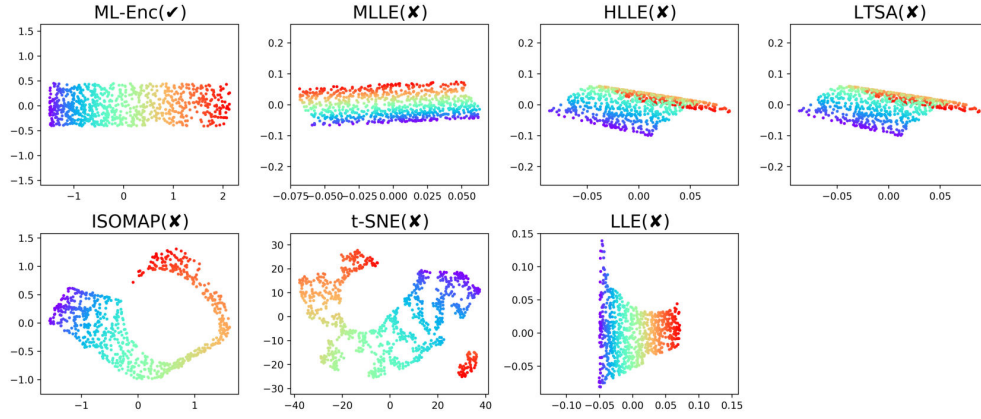 ML-Enc(✔)
1.5
1.0
0.5
0.0
−0.5
−1.0
−1.5
−1 0 1 2
MLLE(✘)
0.2
0.1
0.0
−0.1
−0.2
−0.075 −0.050 −0.025 0.000 0.025 0.050
HLLE(✘)
0.2
0.1
0.0
−0.1
−0.2
−0.05 0.00 0.05
LTSA(✘)
0.2
0.1
0.0
−0.1
−0.2
−0.05 0.00 0.05
ISOMAP(✘)
1.5
1.0
0.5
0.0
−0.5
−1.0
−1 0 1
t-SNE(✘)
30
20
10
0
−10
−20
−30
−40 −20 0 20 40
LLE(✘)
0.15
0.10
0.05
0.00
−0.05
−0.10 −0.05 0.00 0.05 0.10 0.15